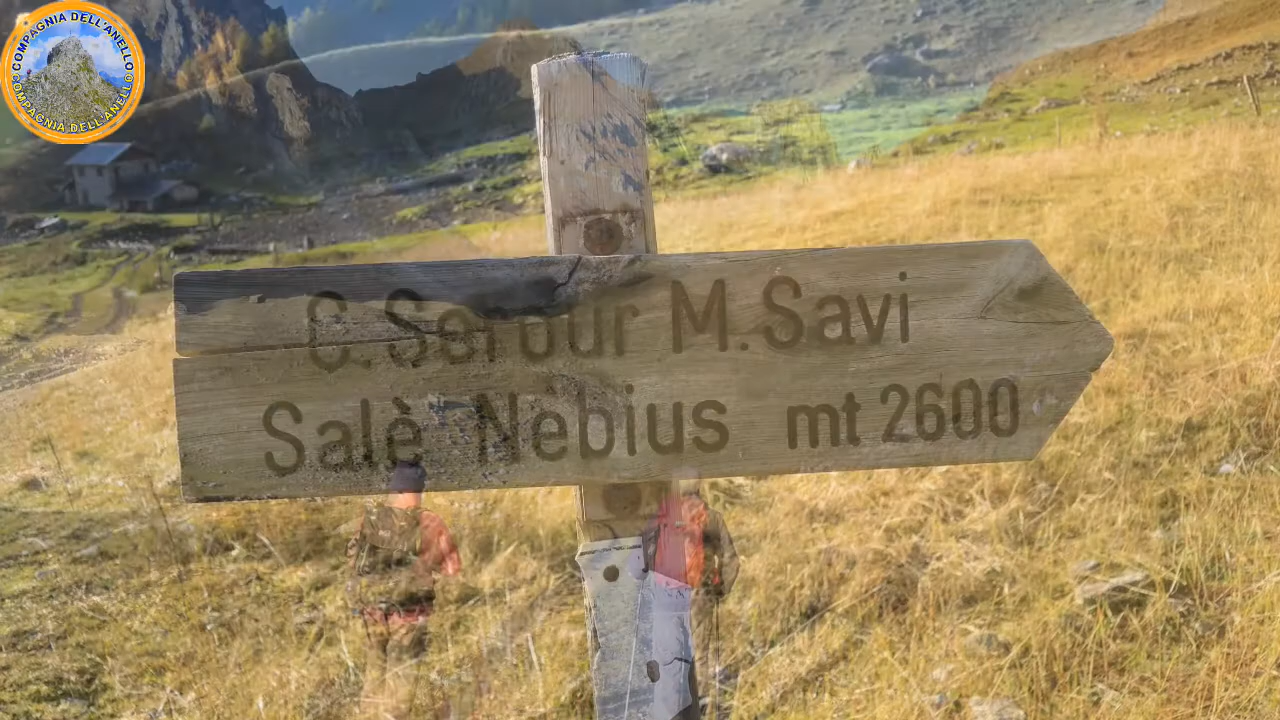 COMPAGNIA DELL'ANELLO
COMPAGNIA DELL'ANELLO
C. Serour M. Savi
Salè Nebius mt 2600